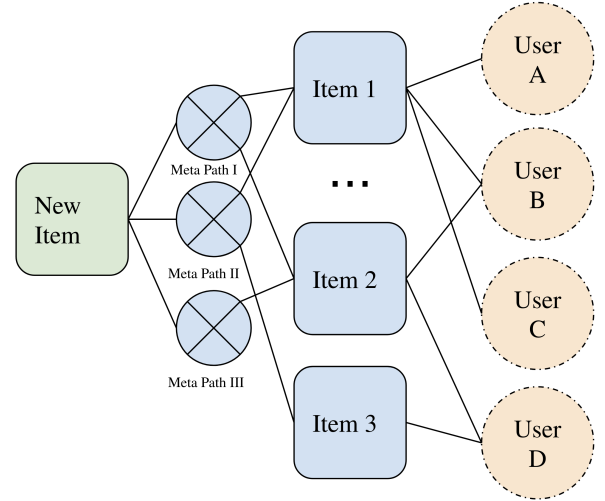 New
Item
Meta Path I
Meta Path II
Meta Path III
Item 1
...
Item 2
Item 3
User
A
User
B
User
C
User
D